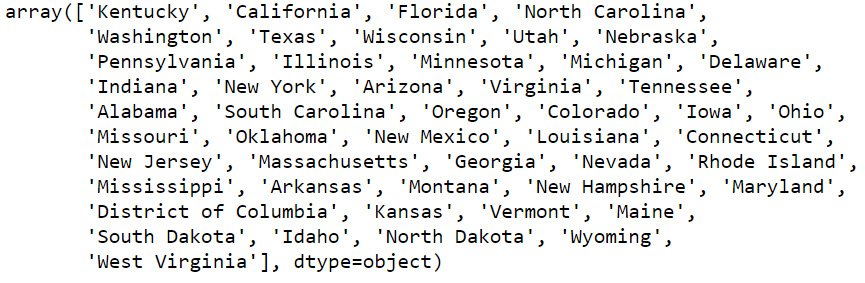 array(['Kentucky', 'California', 'Florida', 'North Carolina',
'Washington', 'Texas', 'Wisconsin', 'Utah', 'Nebraska',
'Pennsylvania', 'Illinois', 'Minnesota', 'Michigan', 'Delaware',
'Indiana', 'New York', 'Arizona', 'Virginia', 'Tennessee',
'Alabama', 'South Carolina', 'Oregon', 'Colorado', 'Iowa', 'Ohio',
'Missouri', 'Oklahoma', 'New Mexico', 'Louisiana', 'Connecticut',
'New Jersey', 'Massachusetts', 'Georgia', 'Nevada', 'Rhode Island',
'Mississippi', 'Arkansas', 'Montana', 'New Hampshire', 'Maryland',
'District of Columbia', 'Kansas', 'Vermont', 'Maine',
'South Dakota', 'Idaho', 'North Dakota', 'Wyoming',
'West Virginia'], dtype=object)